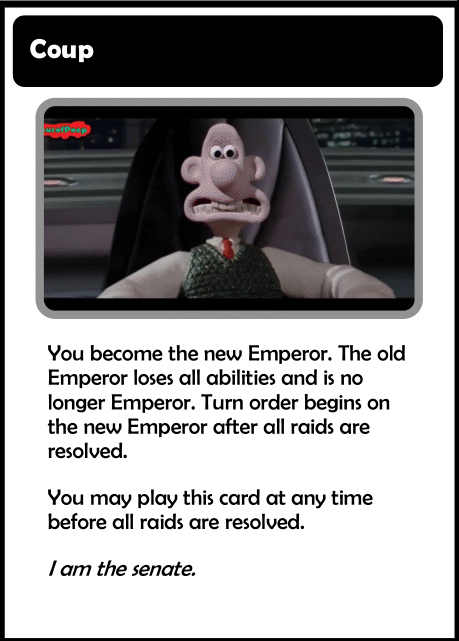 Coup
You become the new Emperor. The old
Emperor loses all abilities and is no
longer Emperor. Turn order begins on
the new Emperor after all raids are
resolved.
You may play this card at any time
before all raids are resolved.
I am the senate.